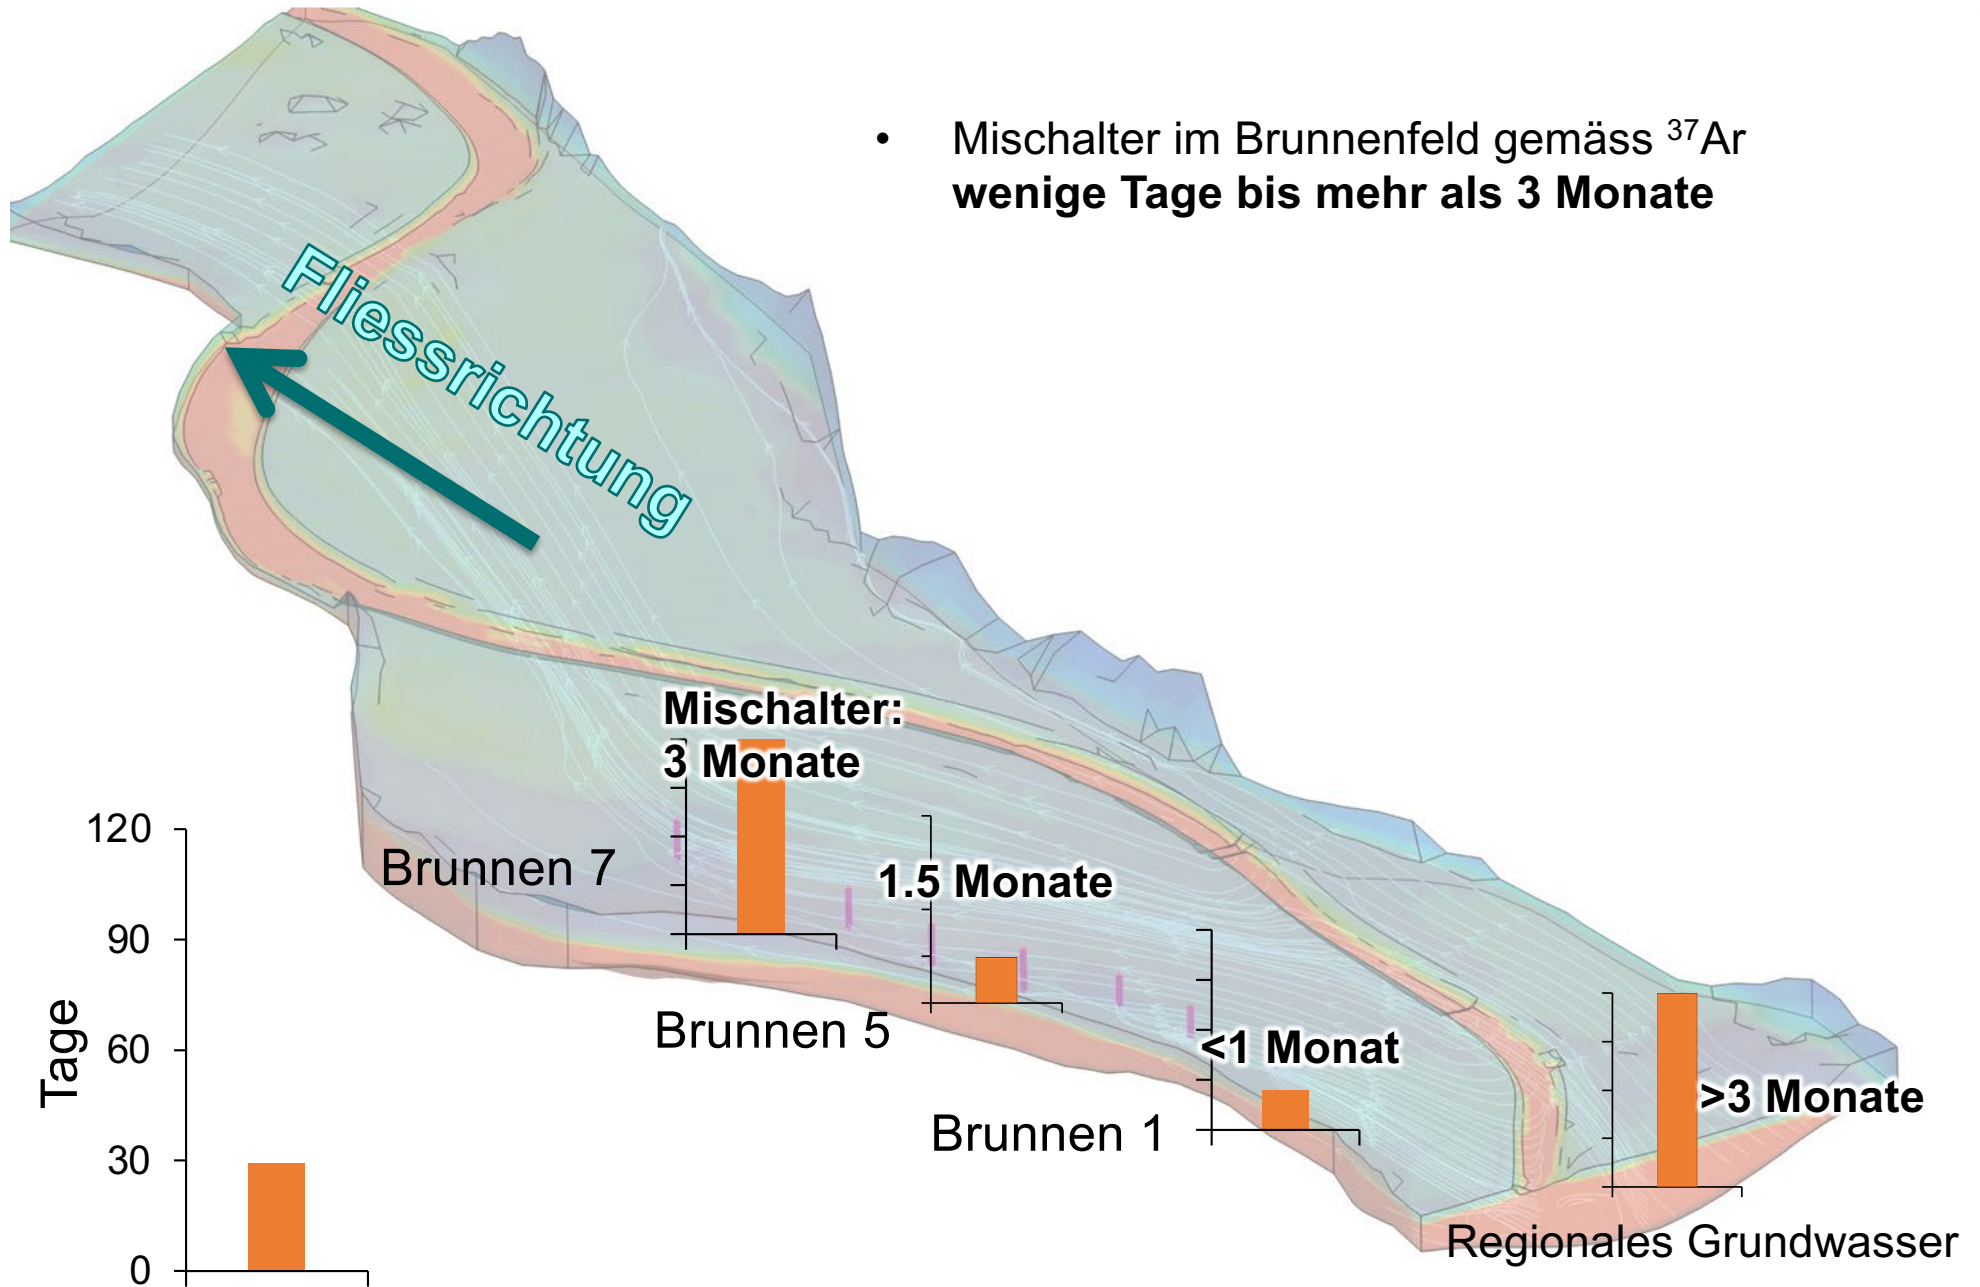 • Mischalter im Brunnenfeld gemäss ³⁷Ar
wenige Tage bis mehr als 3 Monate
Fliessrichtung
Mischalter:
3 Monate
Brunnen 7
1.5 Monate
Brunnen 5
<1 Monat
Brunnen 1
>3 Monate
Regionales Grundwasser
Tage
120
90
60
30
0